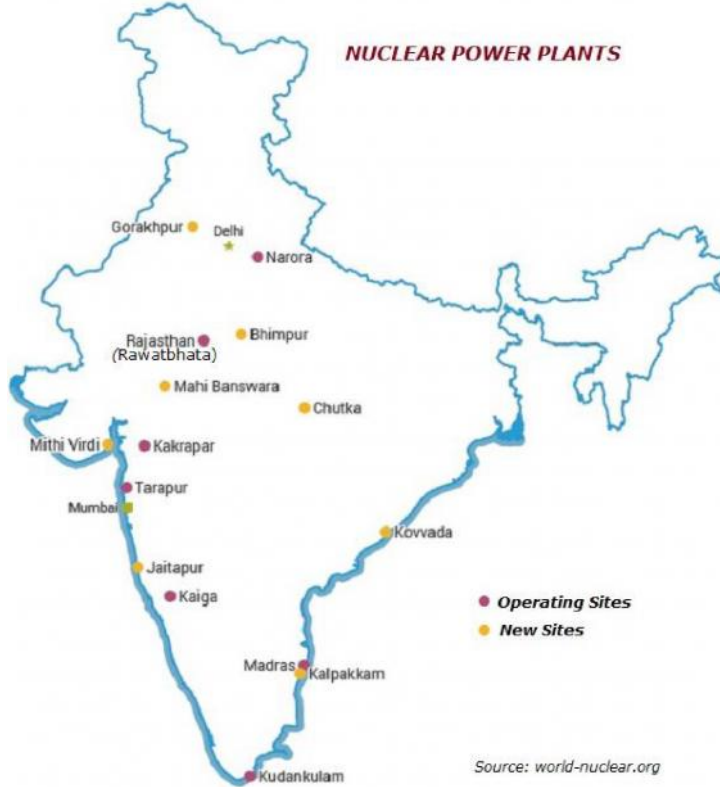 NUCLEAR POWER PLANTS
Gorakhpur
Delhi
Narora
Rajasthan
(Rawatbhata)
Bhimpur
Mahi Banswara
Chutka
Mithi Virdi
Kakrapar
Tarapur
Mumbai
Kovvada
Jaitapur
Kaiga
Operating Sites
New Sites
Madras
Kalpakkam
Kudankulam
Source: world-nuclear.org